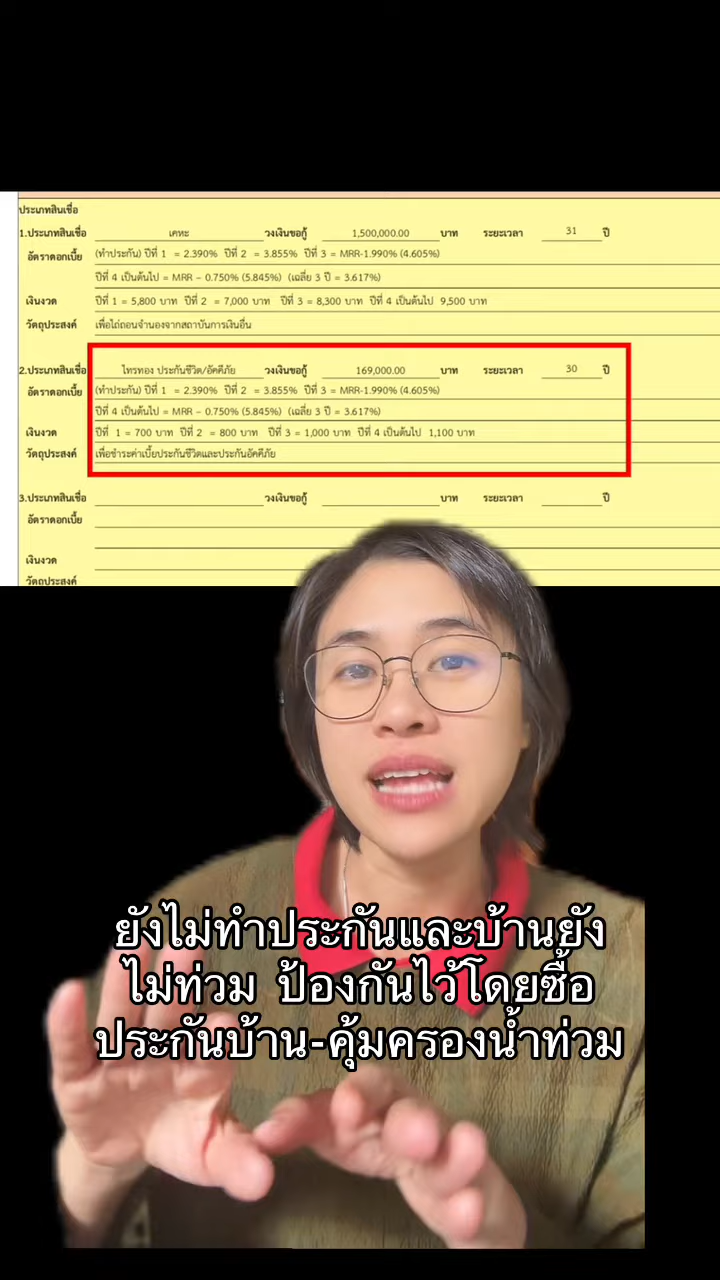 ประเภทสินเชื่อ
1.ประเภทสินเชื่อ เคหะ วงเงินขอกู้ 1,500,000.00 บาท ระยะเวลา 31 ปี
อัตราดอกเบี้ย (ทำประกัน) ปีที่ 1 = 2.390% ปีที่ 2 = 3.855% ปีที่ 3 = MRR-1.990% (4.605%)
ปีที่ 4 เป็นต้นไป = MRR – 0.750% (5.845%) (เฉลี่ย 3 ปี = 3.617%)
เงินงวด ปีที่ 1 = 5,800 บาท ปีที่ 2 = 7,000 บาท ปีที่ 3 = 8,300 บาท ปีที่ 4 เป็นต้นไป 9,500 บาท
วัตถุประสงค์ เพื่อไถ่ถอนจำนองจากสถาบันการเงินอื่น
2.ประเภทสินเชื่อ ไทรทอง ประกันชีวิต/อัคคีภัย วงเงินขอกู้ 169,000.00 บาท ระยะเวลา 30 ปี
อัตราดอกเบี้ย (ทำประกัน) ปีที่ 1 = 2.390% ปีที่ 2 = 3.855% ปีที่ 3 = MRR-1.990% (4.605%)
ปีที่ 4 เป็นต้นไป = MRR – 0.750% (5.845%) (เฉลี่ย 3 ปี = 3.617%)
เงินงวด ปีที่ 1 = 700 บาท ปีที่ 2 = 800 บาท ปีที่ 3 = 1,000 บาท ปีที่ 4 เป็นต้นไป 1,100 บาท
วัตถุประสงค์ เพื่อชำระค่าเบี้ยประกันชีวิตและประกันอัคคีภัย
3.ประเภทสินเชื่อ วงเงินขอกู้ บาท ระยะเวลา ปี
อัตราดอกเบี้ย
เงินงวด
วัตถุประสงค์
ยังไม่ทำประกันและบ้านยัง
ไม่ท่วม ป้องกันไว้โดยซื้อ
ประกันบ้าน-คุ้มครองน้ำท่วม